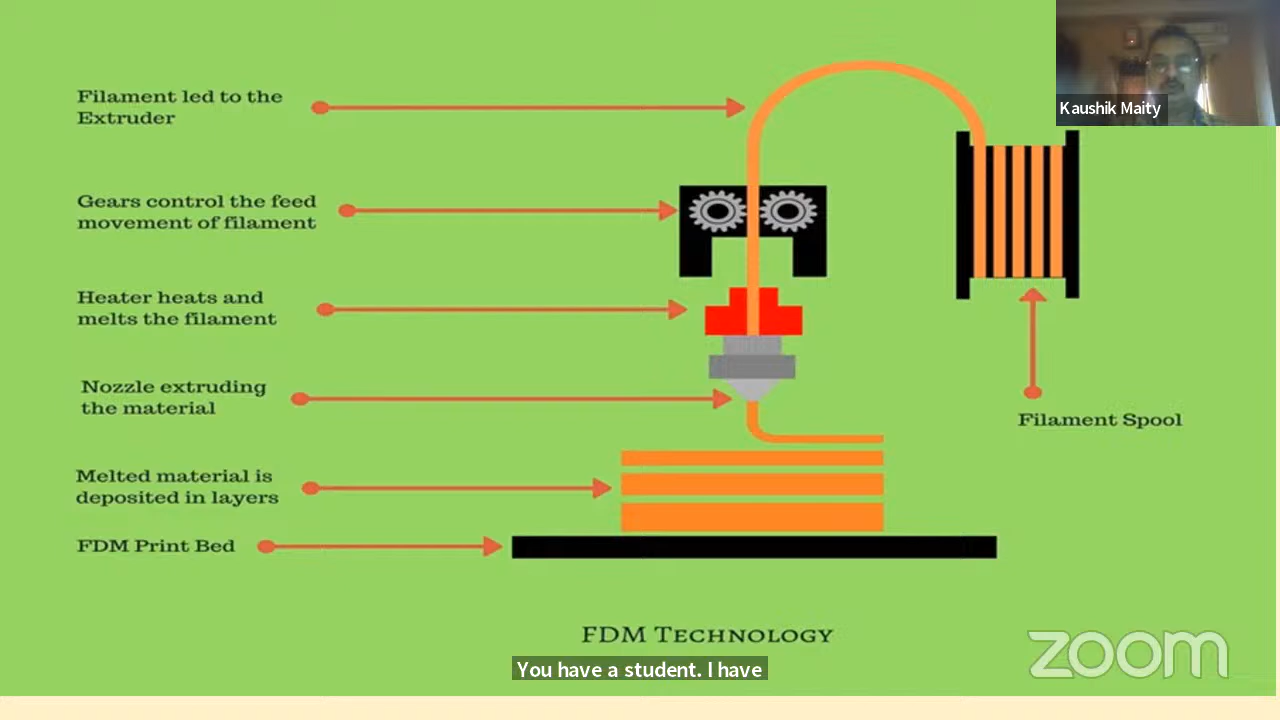 Kaushik Maity
Filament led to the
Extruder
Gears control the feed
movement of filament
Heater heats and
melts the filament
Nozzle extruding
the material
Filament Spool
Melted material is
deposited in layers
FDM Print Bed
FDM Technology
You have a student. I have
zoom